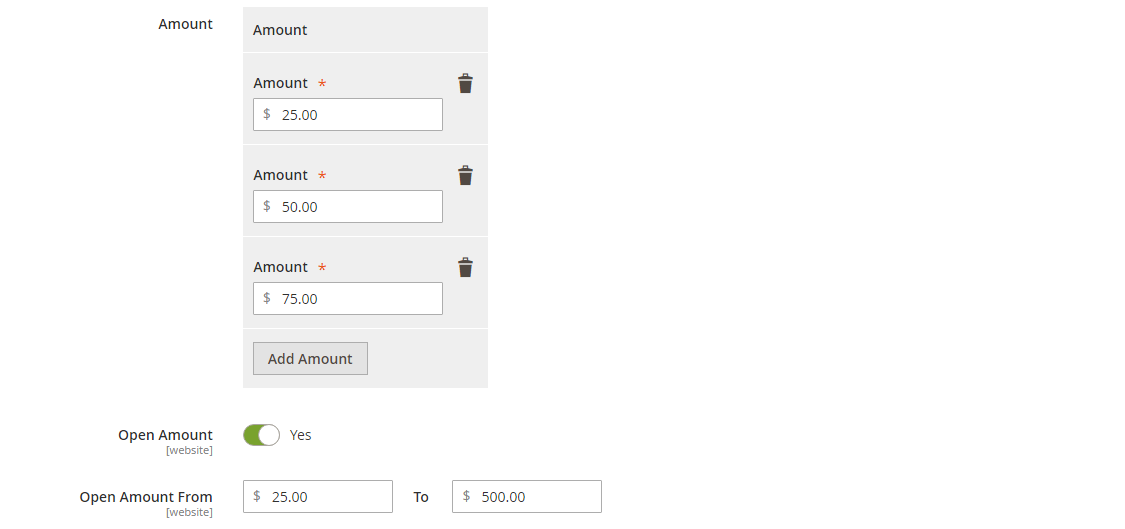 Amount
Amount
Amount *
$ 25.00
Amount *
$ 50.00
Amount *
$ 75.00
Add Amount
Open Amount Yes
[website]
Open Amount From $ 25.00 To $ 500.00
[website]